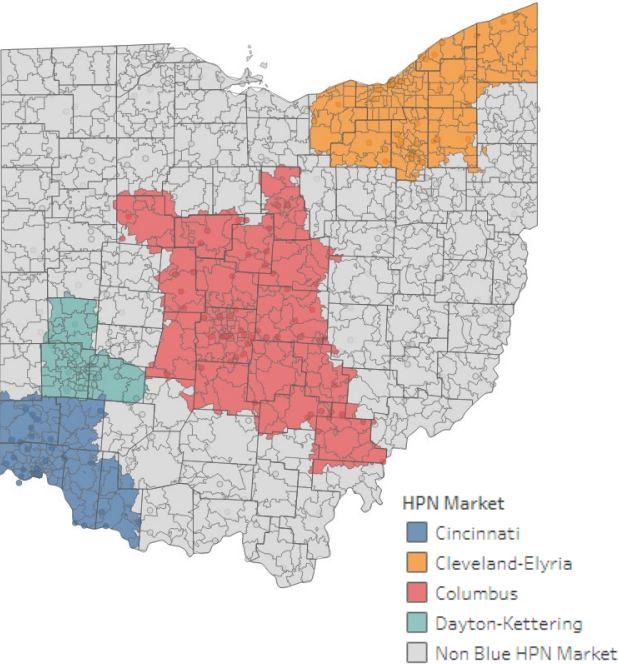 HPN Market
Cincinnati
Cleveland-Elyria
Columbus
Dayton-Kettering
Non Blue HPN Market